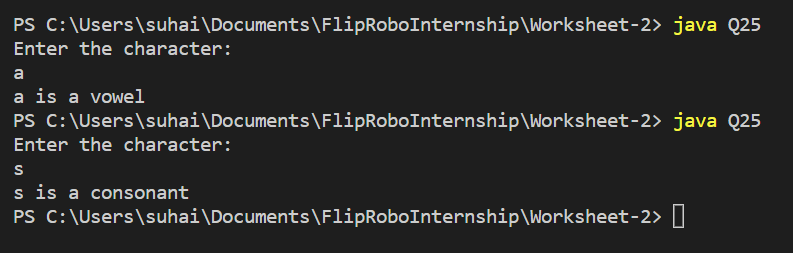 PS C:\Users\suhai\Documents\FlipRoboInternship\Worksheet-2> java Q25
Enter the character:
a
a is a vowel
PS C:\Users\suhai\Documents\FlipRoboInternship\Worksheet-2> java Q25
Enter the character:
s
s is a consonant
PS C:\Users\suhai\Documents\FlipRoboInternship\Worksheet-2>